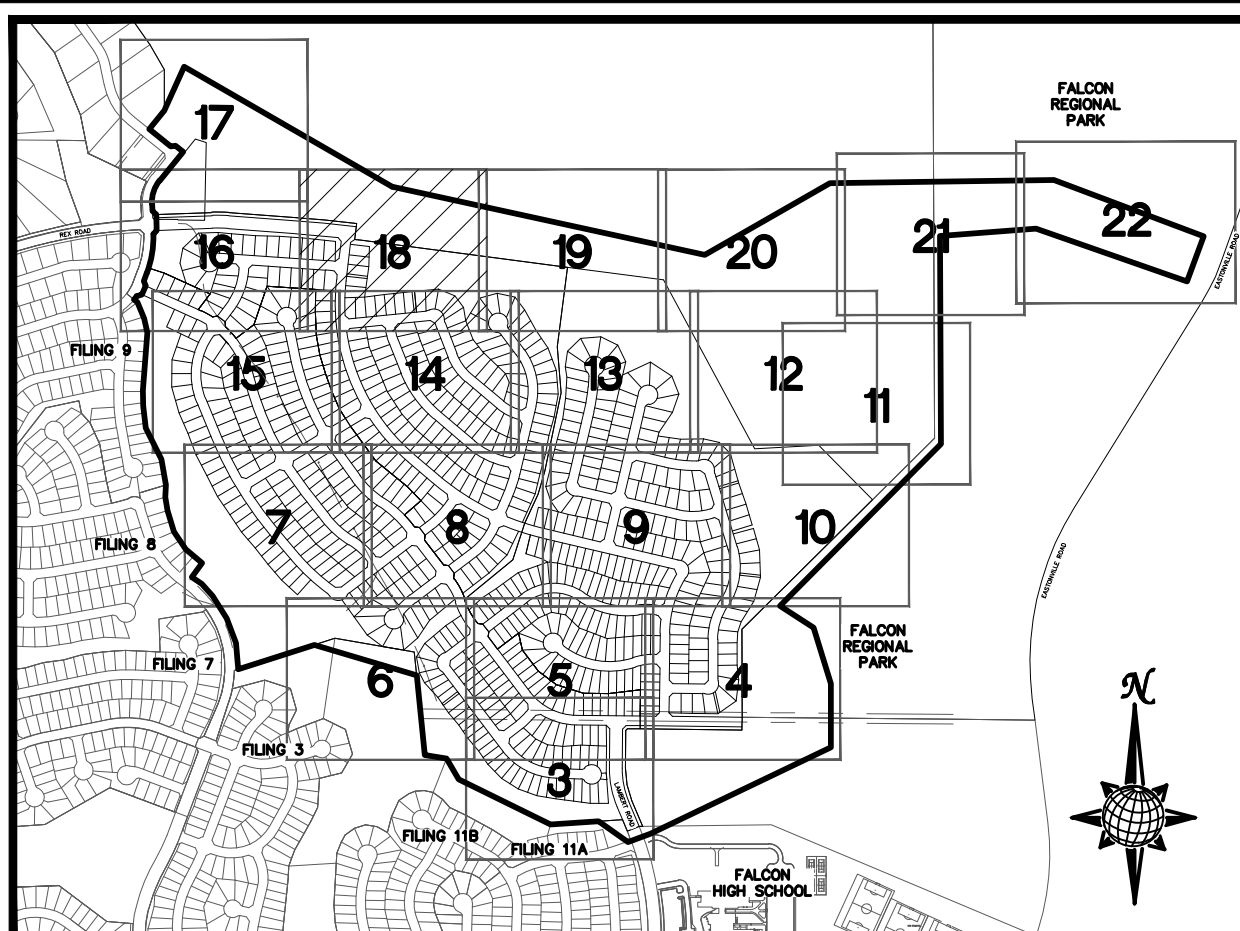 FALCON
REGIONAL
PARK
17
22
REX ROAD
16
18
19
20
21
EASTONVILLE ROAD
FILING 9
15
14
13
12
11
FILING 8
7
8
9
10
EASTONVILLE ROAD
FALCON
REGIONAL
PARK
FILING 7
6
5
4
N
FILING 3
3
LAMBERT ROAD
FILING 11B
FILING 11A
FALCON
HIGH SCHOOL